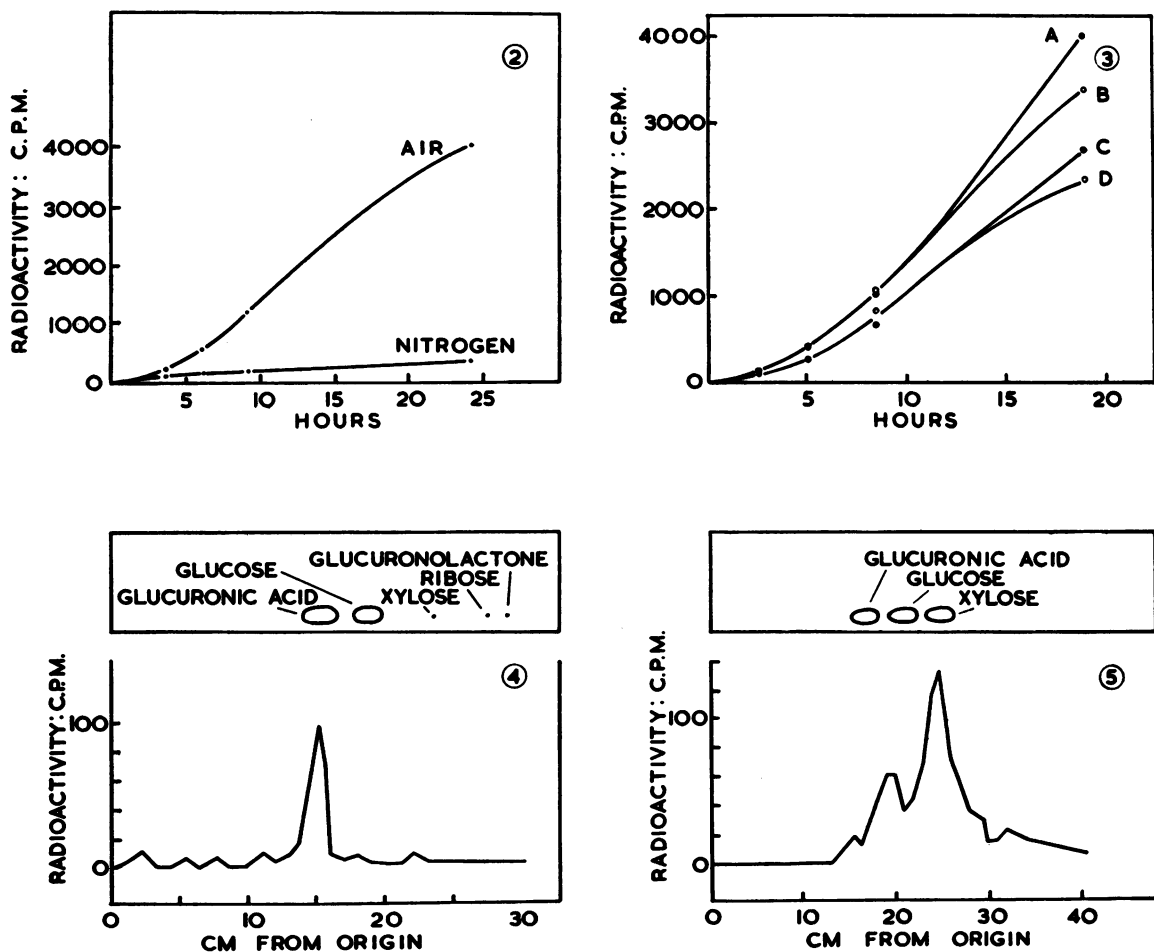 ②
RADIOACTIVITY: C.P.M.
4000
3000
2000
1000
0
AIR
NITROGEN
5 10 15 20 25
HOURS
③
RADIOACTIVITY: C.P.M.
4000
3000
2000
1000
0
A
B
C
D
5 10 15 20
HOURS
GLUCURONOLACTONE
GLUCOSE RIBOSE
GLUCURONIC ACID XYLOSE
④
RADIOACTIVITY: C.P.M.
100
0
0 10 20 30
CM FROM ORIGIN
GLUCURONIC ACID
GLUCOSE
XYLOSE
⑤
RADIOACTIVITY: C.P.M.
100
0
0 10 20 30 40
CM FROM ORIGIN